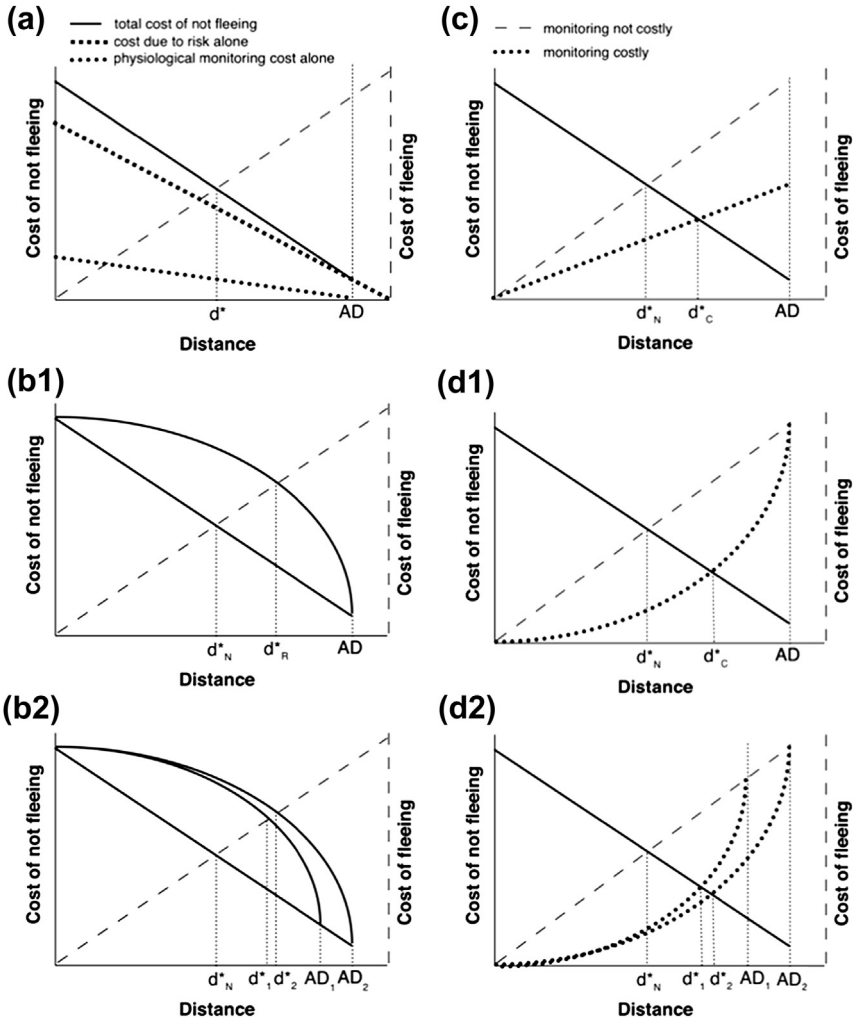 (a)
total cost of not fleeing
cost due to risk alone
physiological monitoring cost alone
Cost of not fleeing
Cost of fleeing
d*
AD
Distance
(c)
monitoring not costly
monitoring costly
Cost of not fleeing
Cost of fleeing
d*N
d*C
AD
Distance
(b1)
Cost of not fleeing
Cost of fleeing
d*N
d*R
AD
Distance
(d1)
Cost of not fleeing
Cost of fleeing
d*N
d*C
AD
Distance
(b2)
Cost of not fleeing
Cost of fleeing
d*N
d*1
d*2
AD1
AD2
Distance
(d2)
Cost of not fleeing
Cost of fleeing
d*N
d*1
d*2
AD1
AD2
Distance